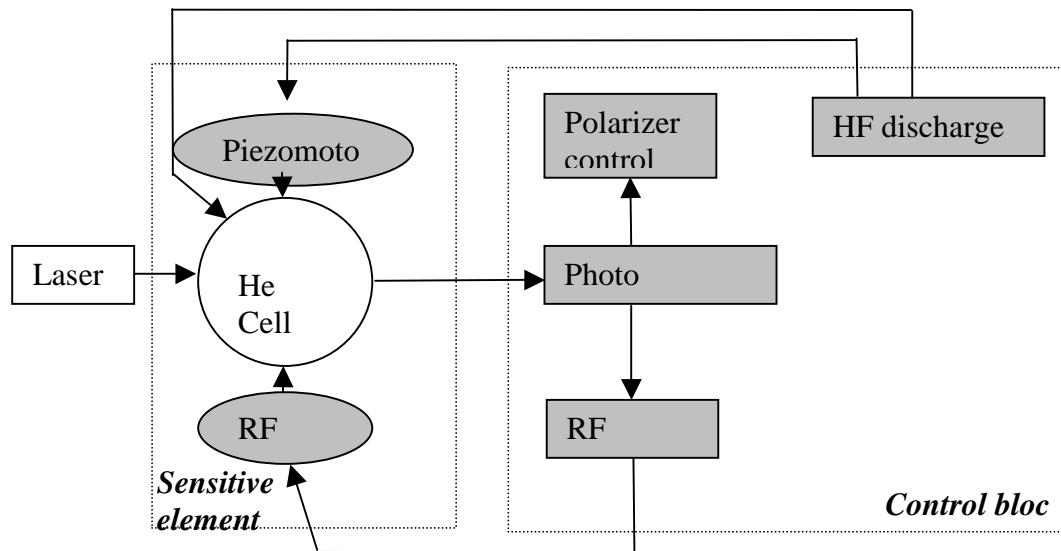 Piezomoto
Polarizer
control
HF discharge
Laser
He
Cell
Photo
RF
RF
Sensitive
element
Control bloc